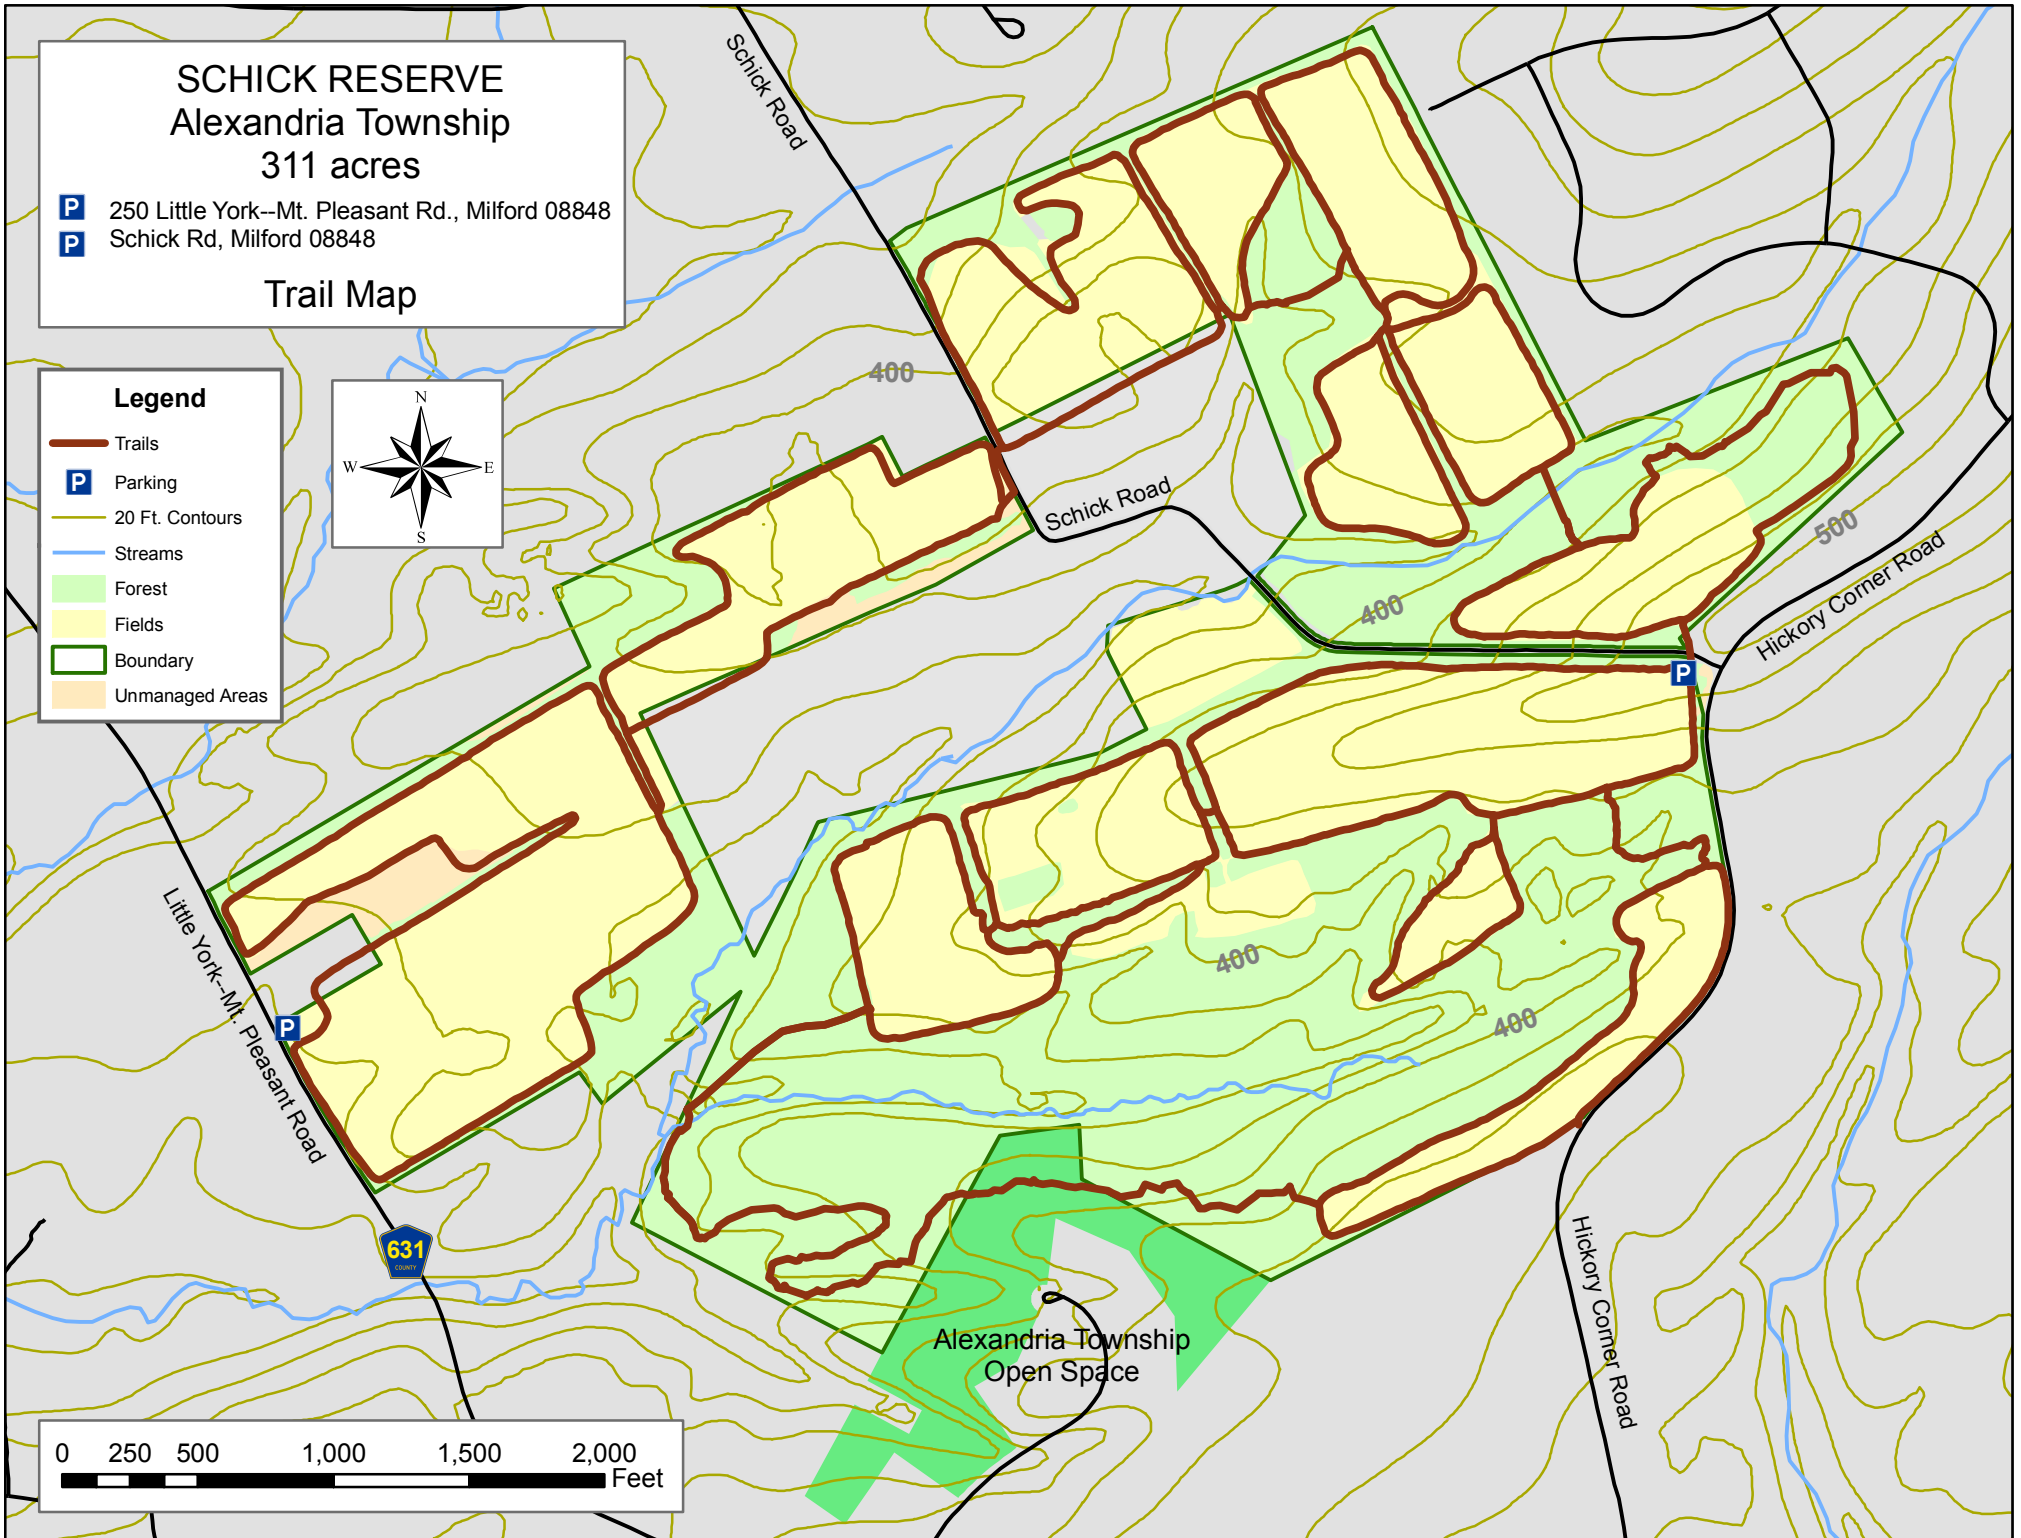 SCHICK RESERVE
Alexandria Township
311 acres
P 250 Little York--Mt. Pleasant Rd., Milford 08848
P Schick Rd, Milford 08848
Trail Map
Legend
Trails
P Parking
20 Ft. Contours
Streams
Forest
Fields
Boundary
Unmanaged Areas
N
W E
S
Schick Road
400
Schick Road
500
400
Hickory Corner Road
P
400
400
Little York--Mt. Pleasant Road
P
631
COUNTY
Hickory Corner Road
Alexandria Township
Open Space
0 250 500 1,000 1,500 2,000
Feet